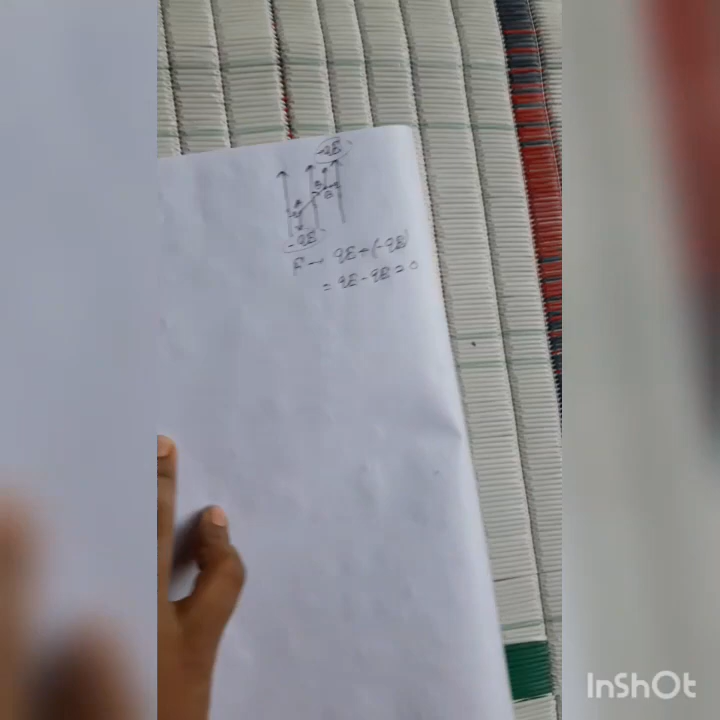 +qE
-qE
F → qE + (-qE)
= qE - qE = 0
InShOt